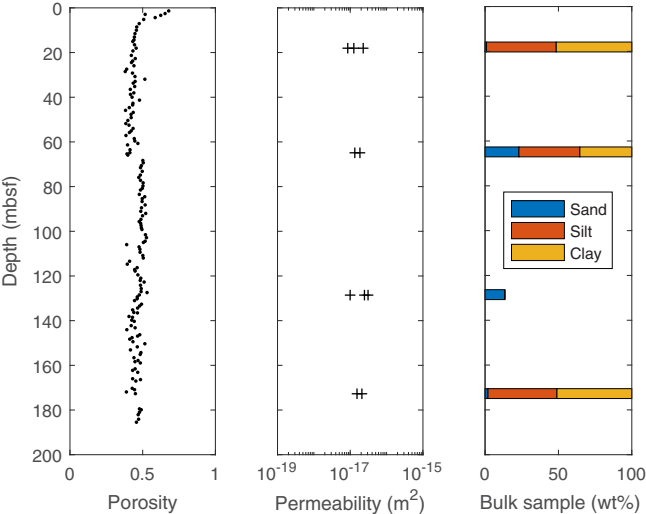 0
20
40
60
80
100
120
140
160
180
200
Depth (mbsf)
0 0.5 1
Porosity
10^-19 10^-17 10^-15
Permeability (m^2)
Sand
Silt
Clay
0 50 100
Bulk sample (wt%)